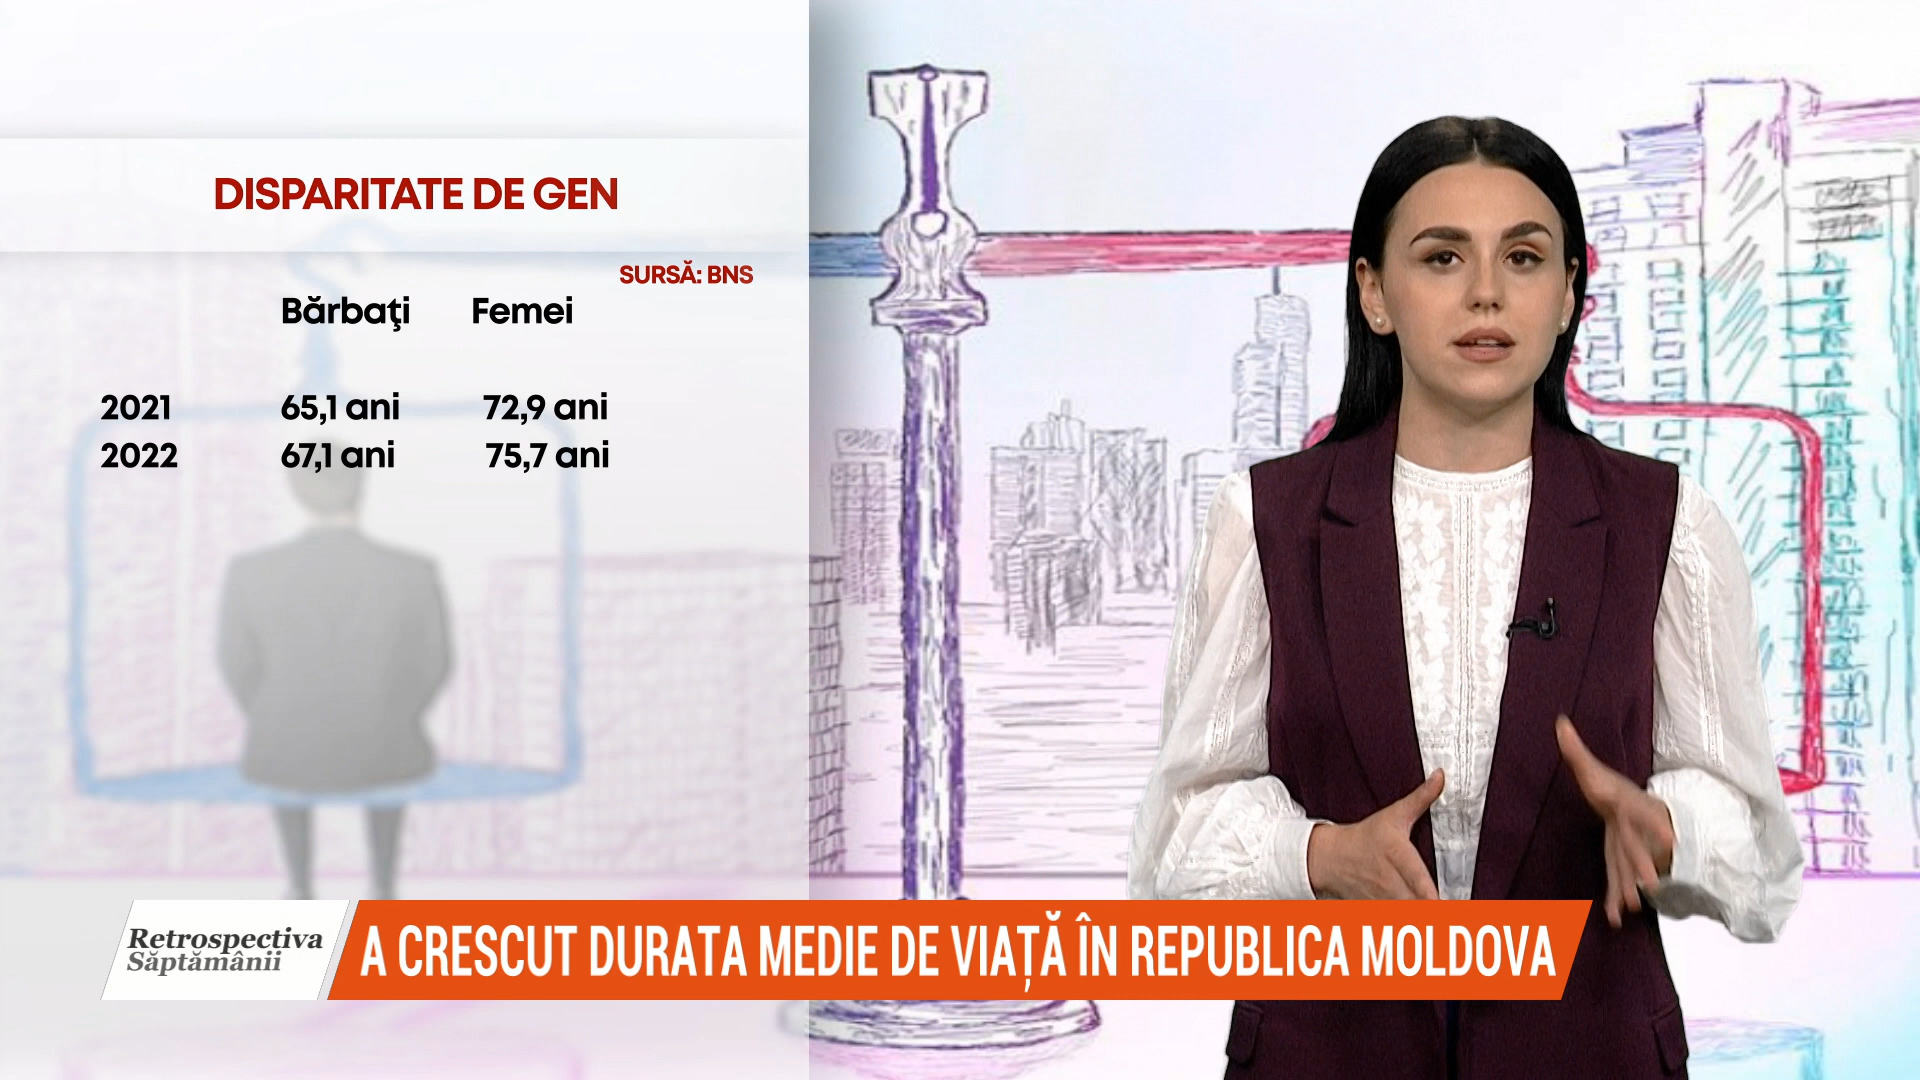 DISPARITATE DE GEN
SURSĂ: BNS
Bărbaţi Femei
2021 65,1 ani 72,9 ani
2022 67,1 ani 75,7 ani
Retrospectiva
Săptămânii
A CRESCUT DURATA MEDIE DE VIAȚĂ ÎN REPUBLICA MOLDOVA